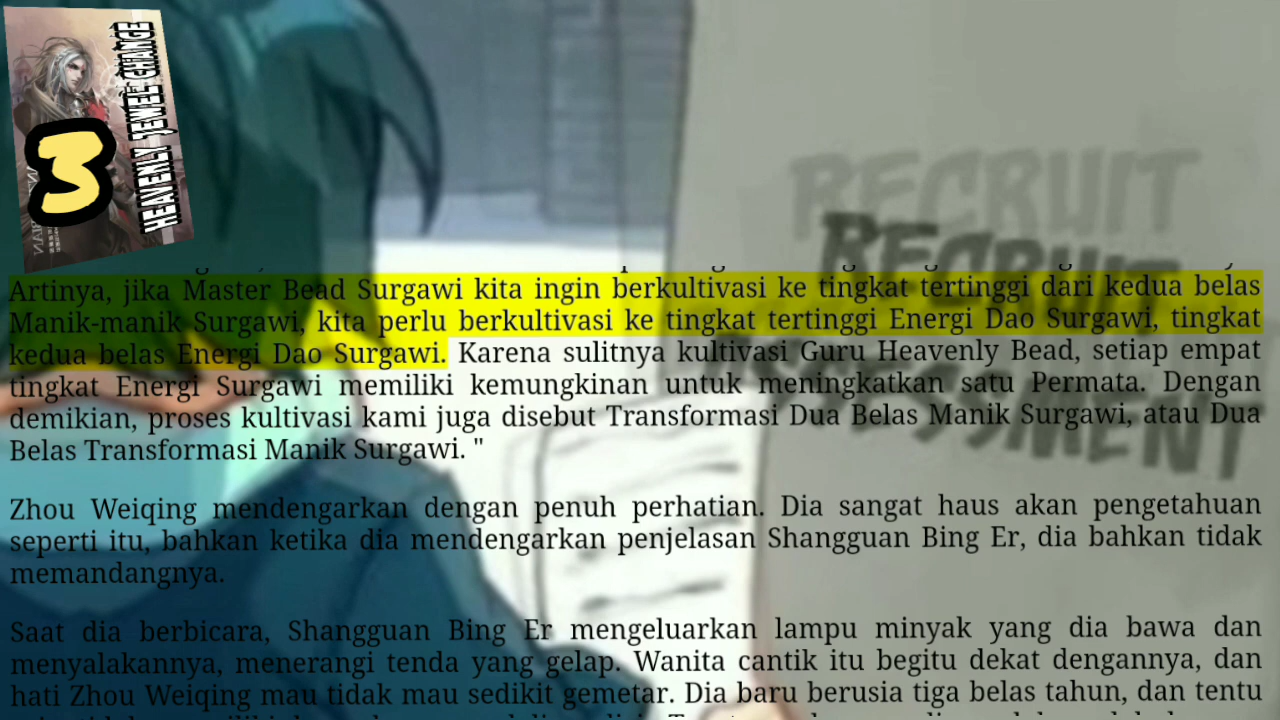 HEAVENLY JEWEL CHANGE
3
RECRUIT
RECRUIT
Artinya, jika Master Bead Surgawi kita ingin berkultivasi ke tingkat tertinggi dari kedua belas
Manik-manik Surgawi, kita perlu berkultivasi ke tingkat tertinggi Energi Dao Surgawi, tingkat
kedua belas Energi Dao Surgawi. Karena sulitnya kultivasi Guru Heavenly Bead, setiap empat
tingkat Energi Surgawi memiliki kemungkinan untuk meningkatkan satu Permata. Dengan
demikian, proses kultivasi kami juga disebut Transformasi Dua Belas Manik Surgawi, atau Dua
Belas Transformasi Manik Surgawi. "
Zhou Weiqing mendengarkan dengan penuh perhatian. Dia sangat haus akan pengetahuan
seperti itu, bahkan ketika dia mendengarkan penjelasan Shangguan Bing Er, dia bahkan tidak
memandangnya.
Saat dia berbicara, Shangguan Bing Er mengeluarkan lampu minyak yang dia bawa dan
menyalakannya, menerangi tenda yang gelap. Wanita cantik itu begitu dekat dengannya, dan
hati Zhou Weiqing mau tidak mau sedikit gemetar. Dia baru berusia tiga belas tahun, dan tentu